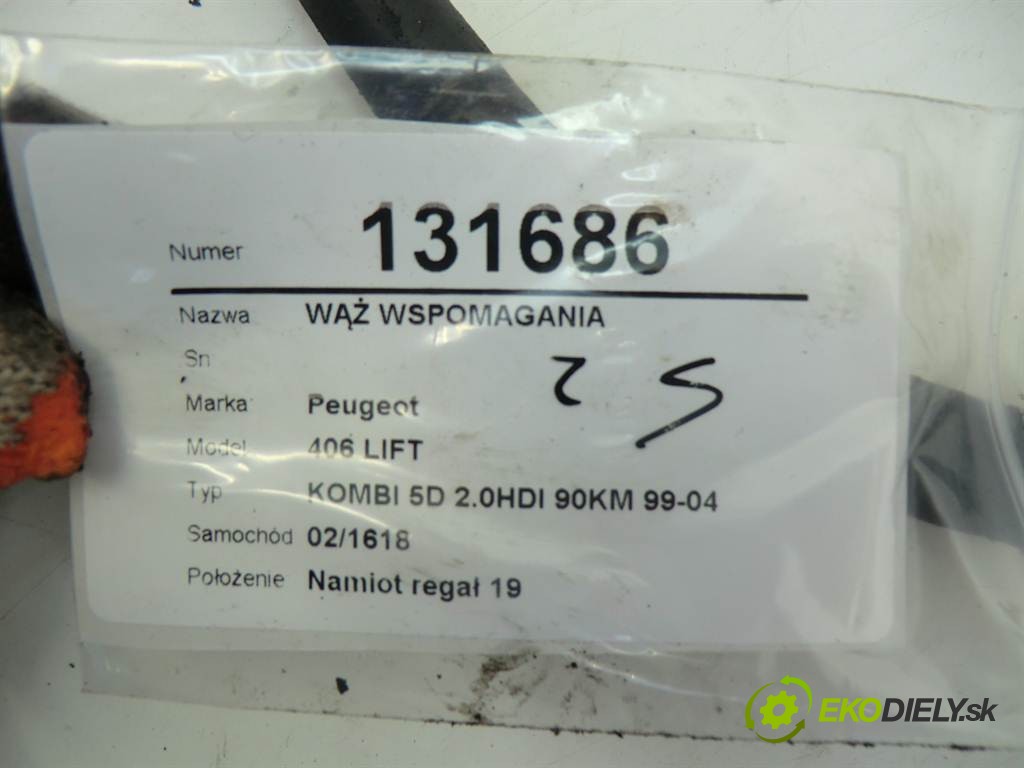 Numer 131686
Nazwa WĄŻ WSPOMAGANIA
Sn
Marka Peugeot
Model 406 LIFT
Typ KOMBI 5D 2.0HDI 90KM 99-04
Samochód 02/1618
Położenie Namiot regał 19
EKODIELY.sk